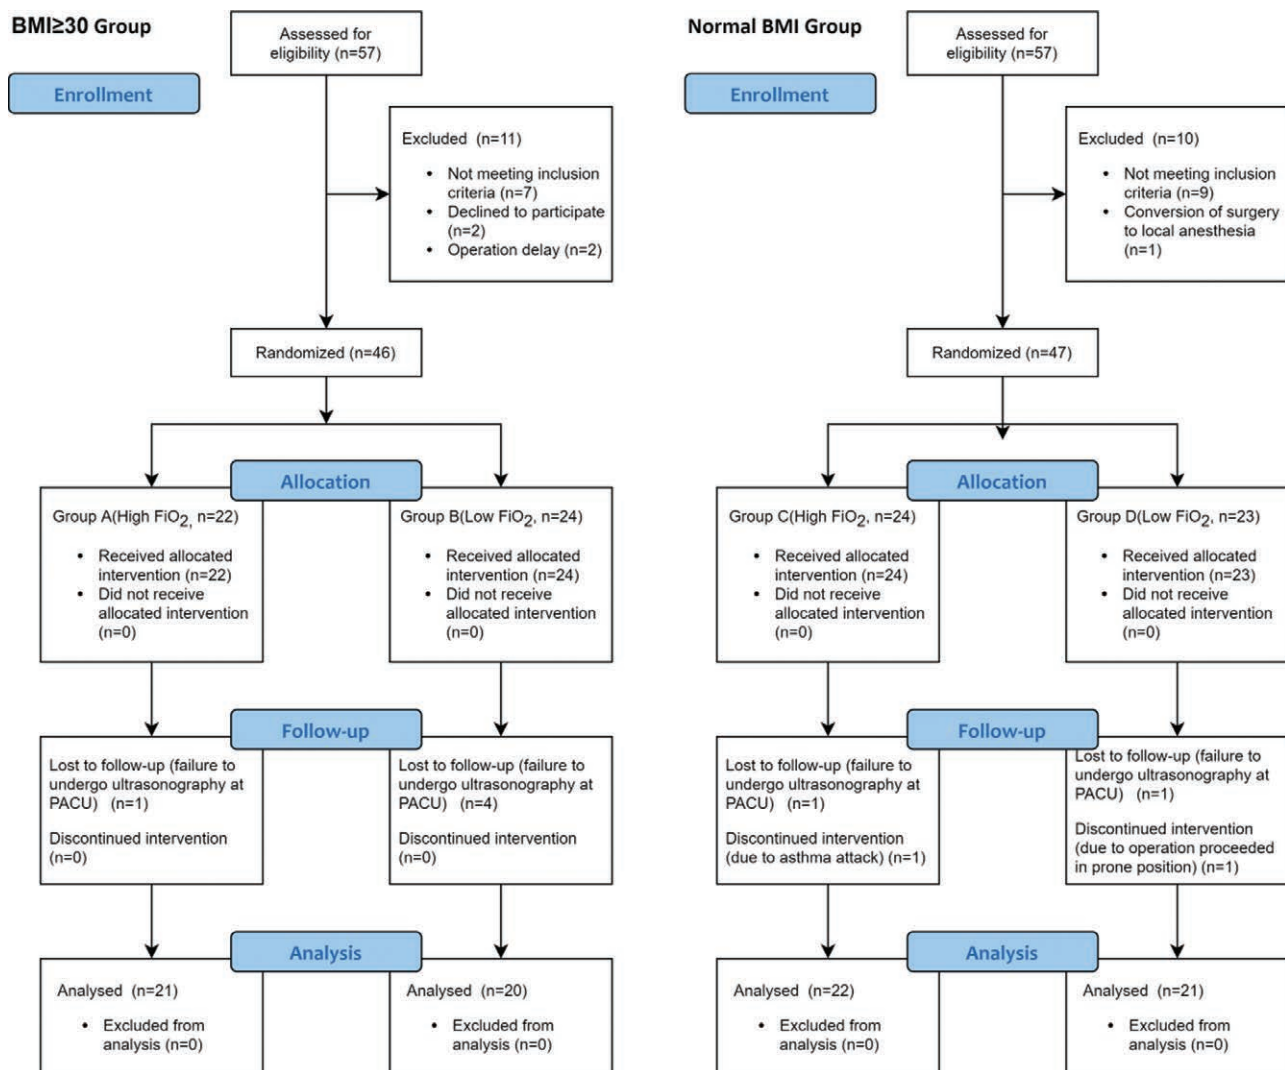 BMI≥30 Group
Assessed for
eligibility (n=57)
Enrollment
Excluded (n=11)
• Not meeting inclusion
criteria (n=7)
• Declined to participate
(n=2)
• Operation delay (n=2)
Randomized (n=46)
Allocation
Group A(High FiO2, n=22)
• Received allocated
intervention (n=22)
• Did not receive
allocated intervention
(n=0)
Group B(Low FiO2, n=24)
• Received allocated
intervention (n=24)
• Did not receive
allocated intervention
(n=0)
Follow-up
Lost to follow-up (failure to
undergo ultrasonography at
PACU) (n=1)
Discontinued intervention
(n=0)
Lost to follow-up (failure to
undergo ultrasonography at
PACU) (n=4)
Discontinued intervention
(n=0)
Analysis
Analysed (n=21)
• Excluded from
analysis (n=0)
Analysed (n=20)
• Excluded from
analysis (n=0)
Normal BMI Group
Assessed for
eligibility (n=57)
Enrollment
Excluded (n=10)
• Not meeting inclusion
criteria (n=9)
• Conversion of surgery
to local anesthesia
(n=1)
Randomized (n=47)
Allocation
Group C(High FiO2, n=24)
• Received allocated
intervention (n=24)
• Did not receive
allocated intervention
(n=0)
Group D(Low FiO2, n=23)
• Received allocated
intervention (n=23)
• Did not receive
allocated intervention
(n=0)
Follow-up
Lost to follow-up (failure to
undergo ultrasonography at
PACU) (n=1)
Discontinued intervention
(due to asthma attack) (n=1)
Lost to follow-up (failure to
undergo ultrasonography at
PACU) (n=1)
Discontinued intervention
(due to operation proceeded
in prone position) (n=1)
Analysis
Analysed (n=22)
• Excluded from
analysis (n=0)
Analysed (n=21)
• Excluded from
analysis (n=0)